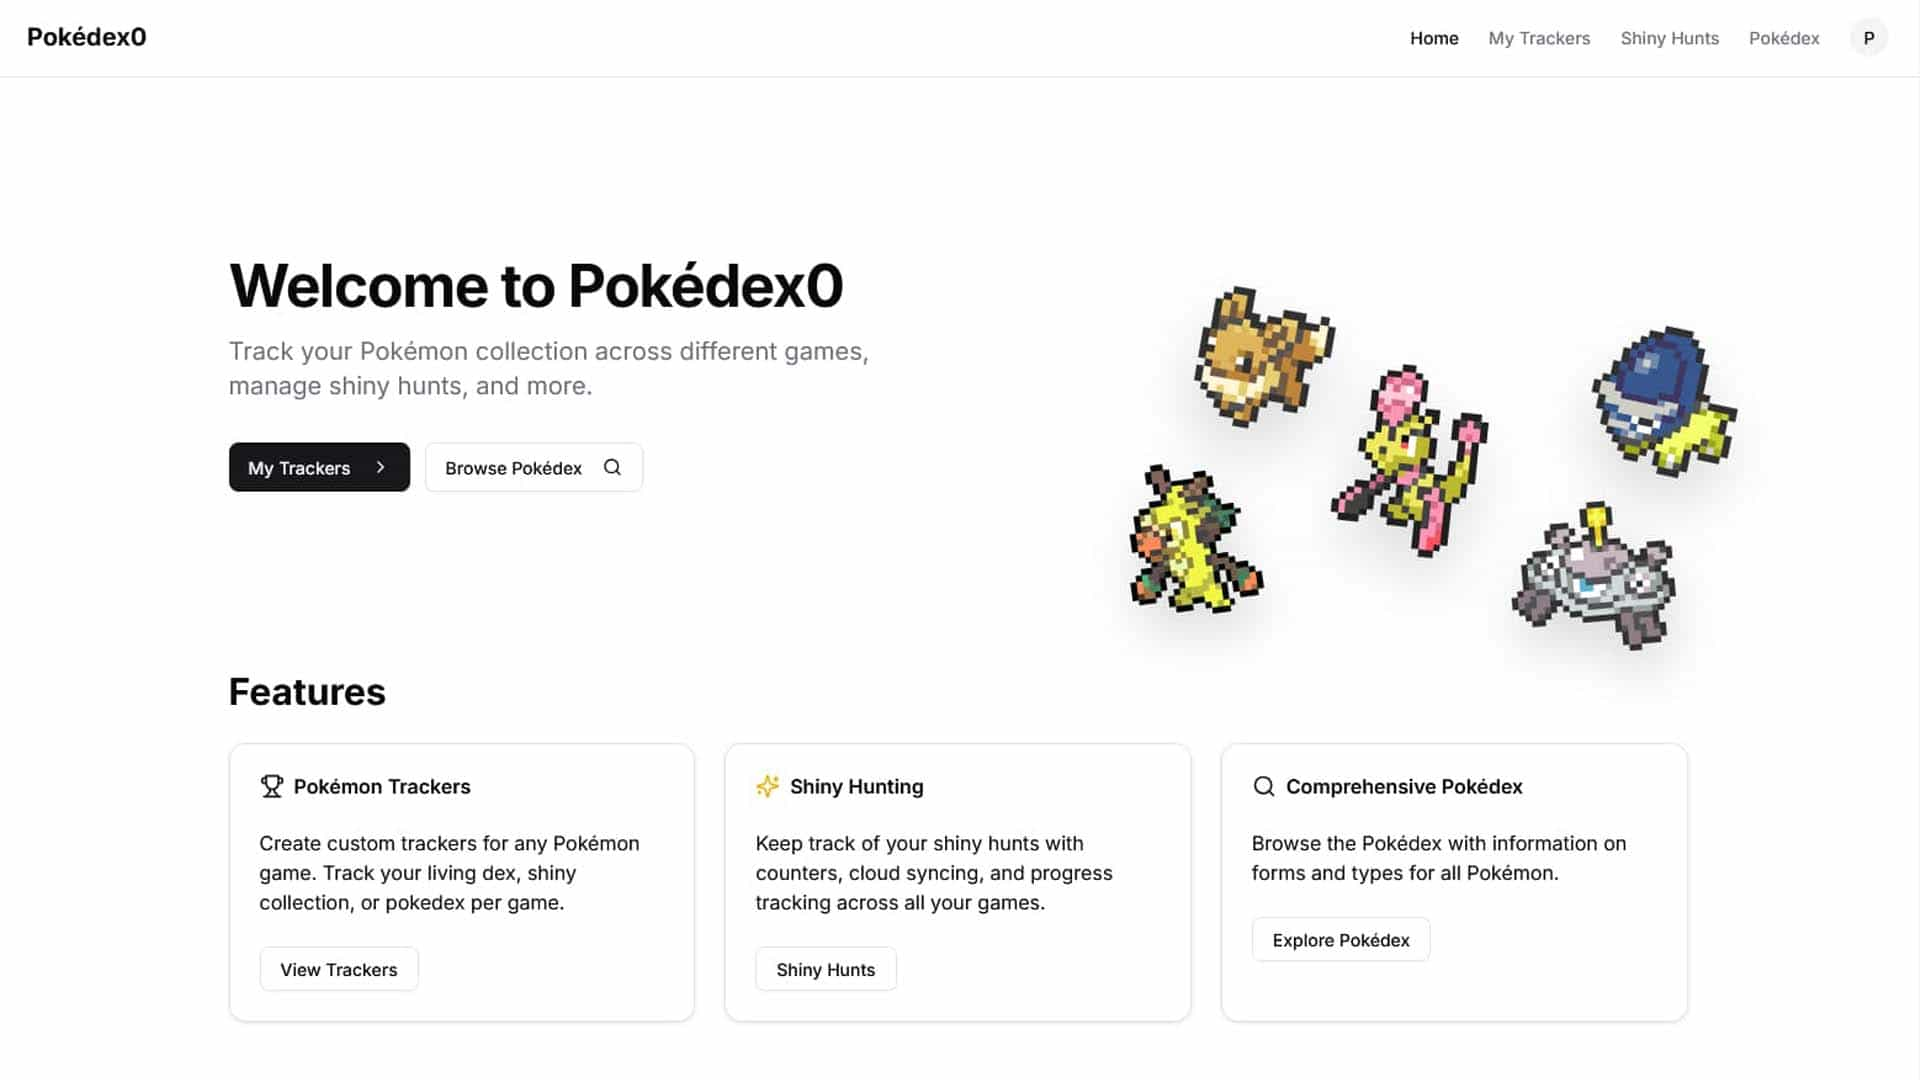 Pokédex0
Home
My Trackers
Shiny Hunts
Pokédex
P
Welcome to Pokédex0
Track your Pokémon collection across different games,
manage shiny hunts, and more.
My Trackers
Browse Pokédex
Features
Pokémon Trackers
Create custom trackers for any Pokémon
game. Track your living dex, shiny
collection, or pokedex per game.
View Trackers
Shiny Hunting
Keep track of your shiny hunts with
counters, cloud syncing, and progress
tracking across all your games.
Shiny Hunts
Comprehensive Pokédex
Browse the Pokédex with information on
forms and types for all Pokémon.
Explore Pokédex